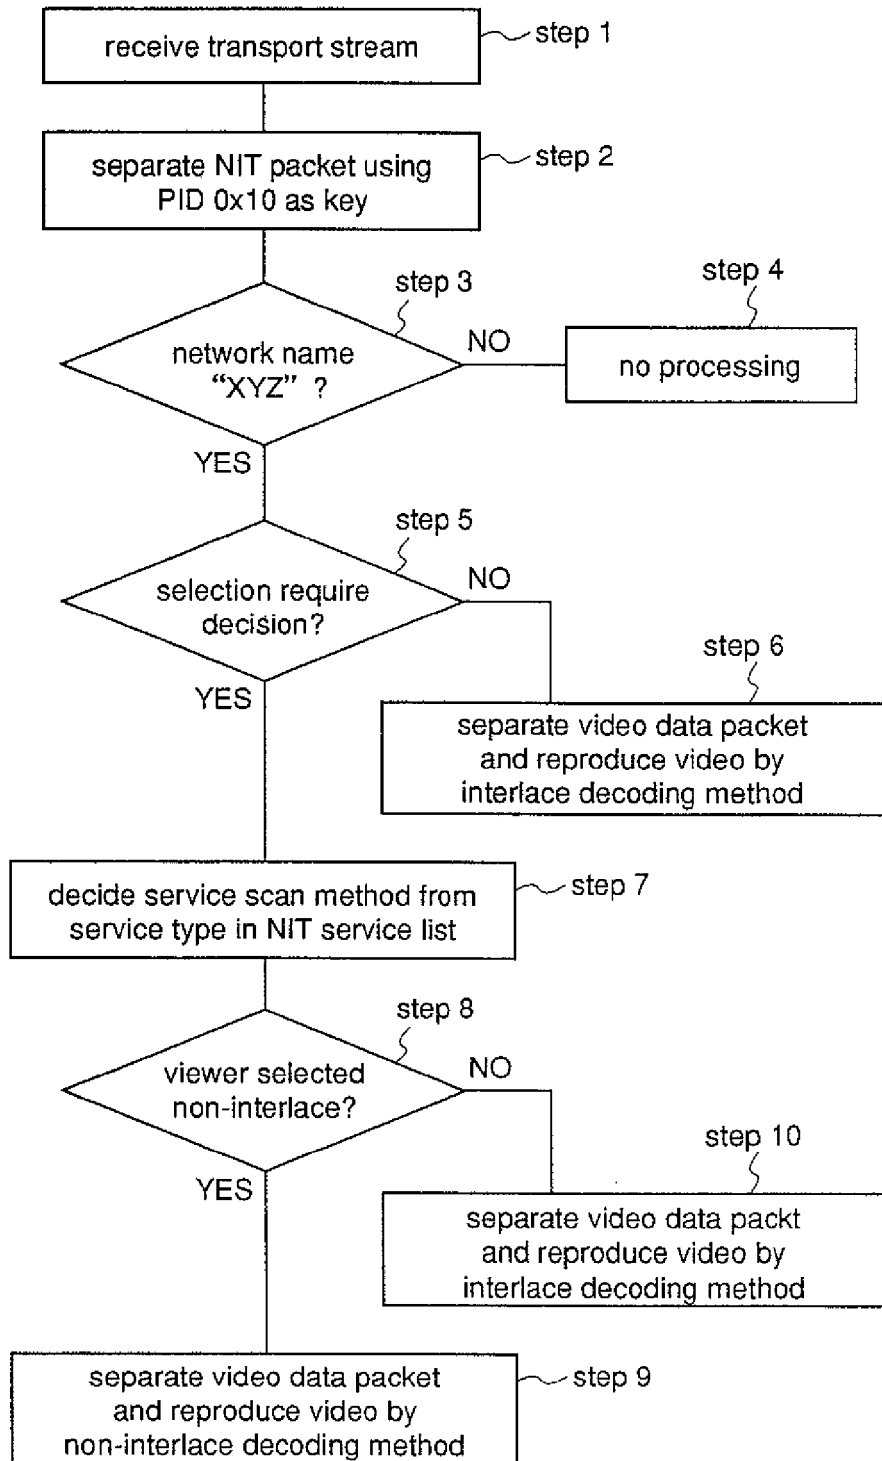 receive transport stream
step 1
separate NIT packet using
PID 0x10 as key
step 2
step 3
network name
“XYZ” ?
NO
step 4
no processing
YES
step 5
selection require
decision?
NO
step 6
separate video data packet
and reproduce video by
interlace decoding method
YES
decide service scan method from
service type in NIT service list
step 7
step 8
viewer selected
non-interlace?
NO
step 10
separate video data packt
and reproduce video by
interlace decoding method
YES
separate video data packet
and reproduce video by
non-interlace decoding method
step 9